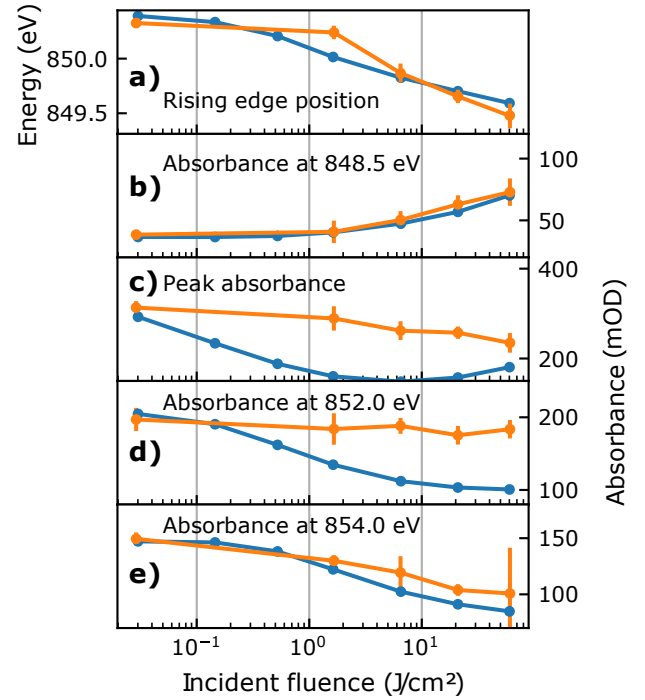 Energy (eV)
850.0
849.5
a)
Rising edge position
b)
Absorbance at 848.5 eV
100
50
c)
Peak absorbance
400
200
Absorbance (mOD)
d)
Absorbance at 852.0 eV
200
100
e)
Absorbance at 854.0 eV
150
100
10⁻¹
10⁰
10¹
Incident fluence (J/cm²)